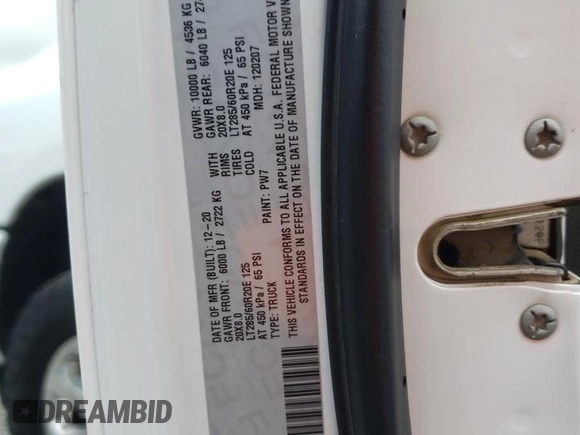 DATE OF MFR (BUILT): 12-20 GVWR: 10000 LB / 4536 KG
GAWR FRONT: 6000 LB / 2722 KG WITH GAWR REAR: 6040 LB /
20X8.0 RIMS 20X8.0
LT285/60R20E 125 TIRES LT285/60R20E 125
AT 450 kPa / 65 PSI COLD AT 450 kPa / 65 PSI
TYPE: TRUCK PAINT: PW7 MDH: 120207
THIS VEHICLE CONFORMS TO ALL APPLICABLE U.S.A. FEDERAL MOTOR
STANDARDS IN EFFECT ON THE DATE OF MANUFACTURE SHOWN
DREAMBID